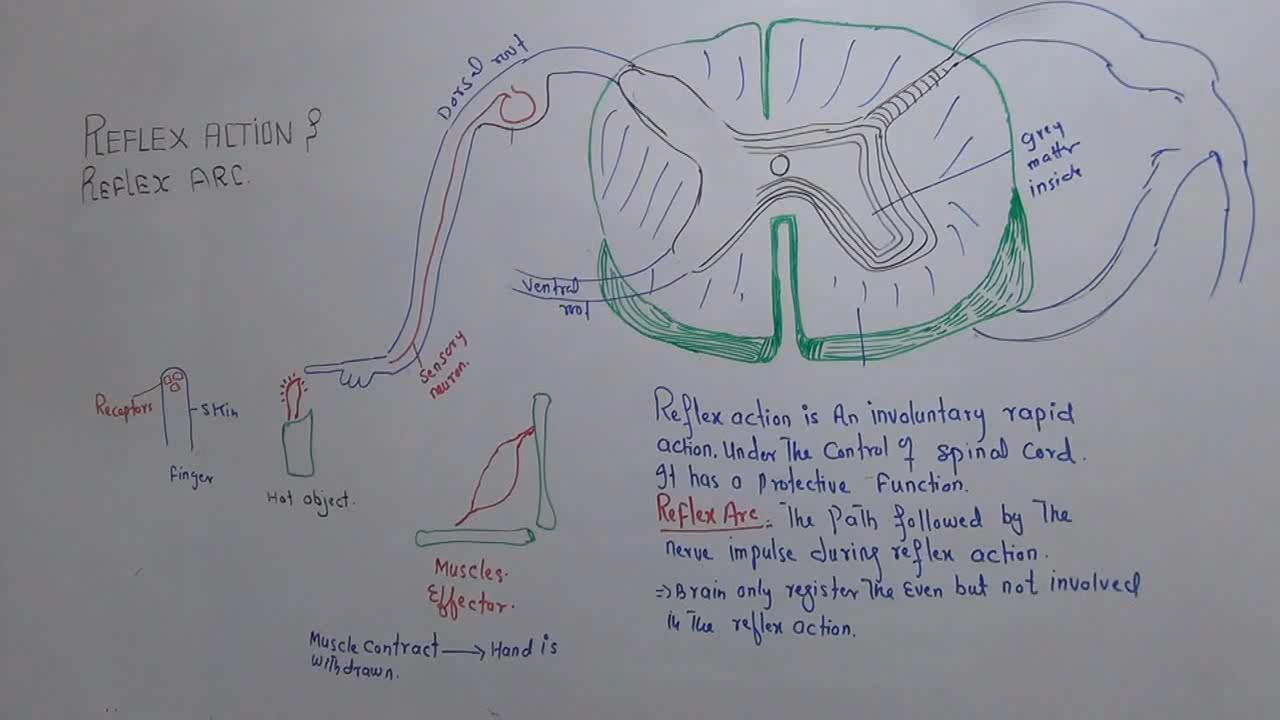 REFLEX ACTION &
REFLEX ARC.
Dorsal root
grey
matter
inside
Ventral
root
Sensory
neuron.
Receptors
Skin
finger
Hot object.
Muscles.
Effector.
Muscle Contract → Hand is
withdrawn.
Reflex action is An involuntary rapid
action. Under The Control of spinal Cord.
It has a Protective Function.
Reflex Arc:- The Path followed by The
nerve impulse during reflex action.
⇒ Brain only register The Even but not involved
in The reflex action.